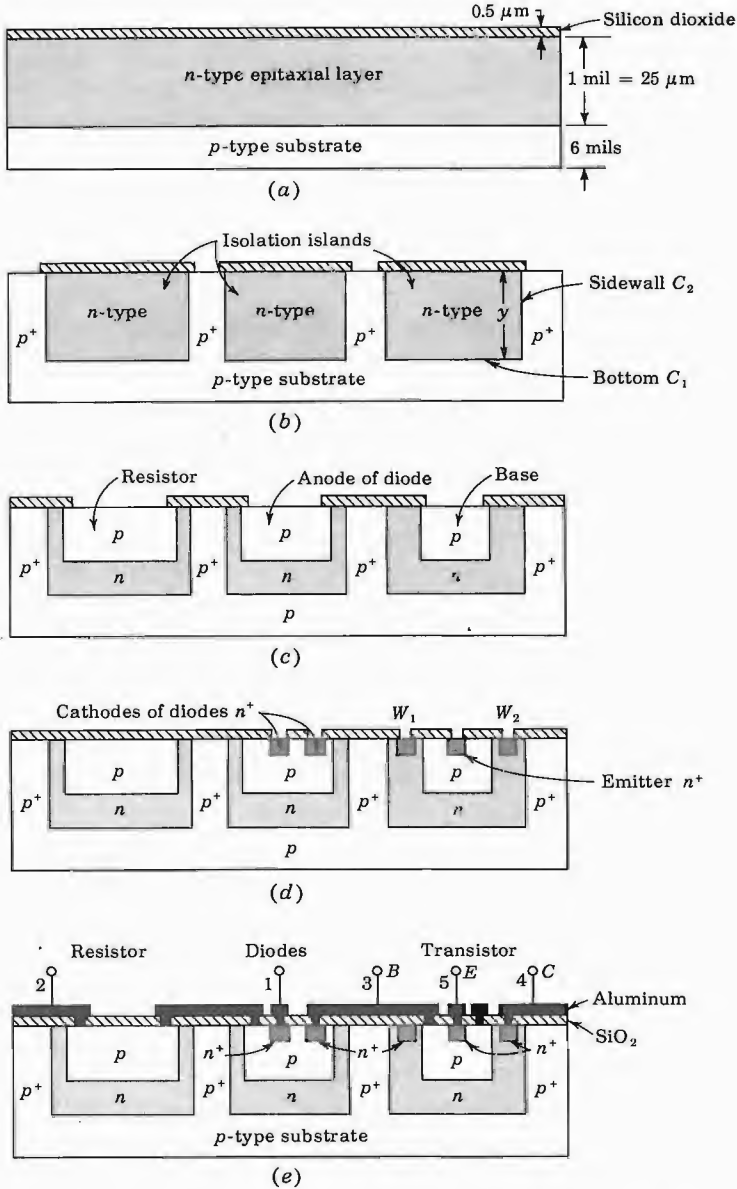 0.5 μm
Silicon dioxide
n-type epitaxial layer
1 mil = 25 μm
p-type substrate
6 mils
(a)
Isolation islands
n-type
n-type
n-type
y
Sidewall C₂
p⁺
p⁺
p⁺
p⁺
p-type substrate
Bottom C₁
(b)
Resistor
Anode of diode
Base
p
p
p
p⁺
p⁺
p⁺
p⁺
n
n
n
p
(c)
Cathodes of diodes n⁺
W₁
W₂
p
p
p
Emitter n⁺
p⁺
p⁺
p⁺
p⁺
n
n
n
p
(d)
Resistor
Diodes
Transistor
2
1
3
B
5
E
4
C
Aluminum
SiO₂
p
n⁺
p
n⁺
p
n⁺
p⁺
p⁺
p⁺
p⁺
n
n
n
p-type substrate
(e)